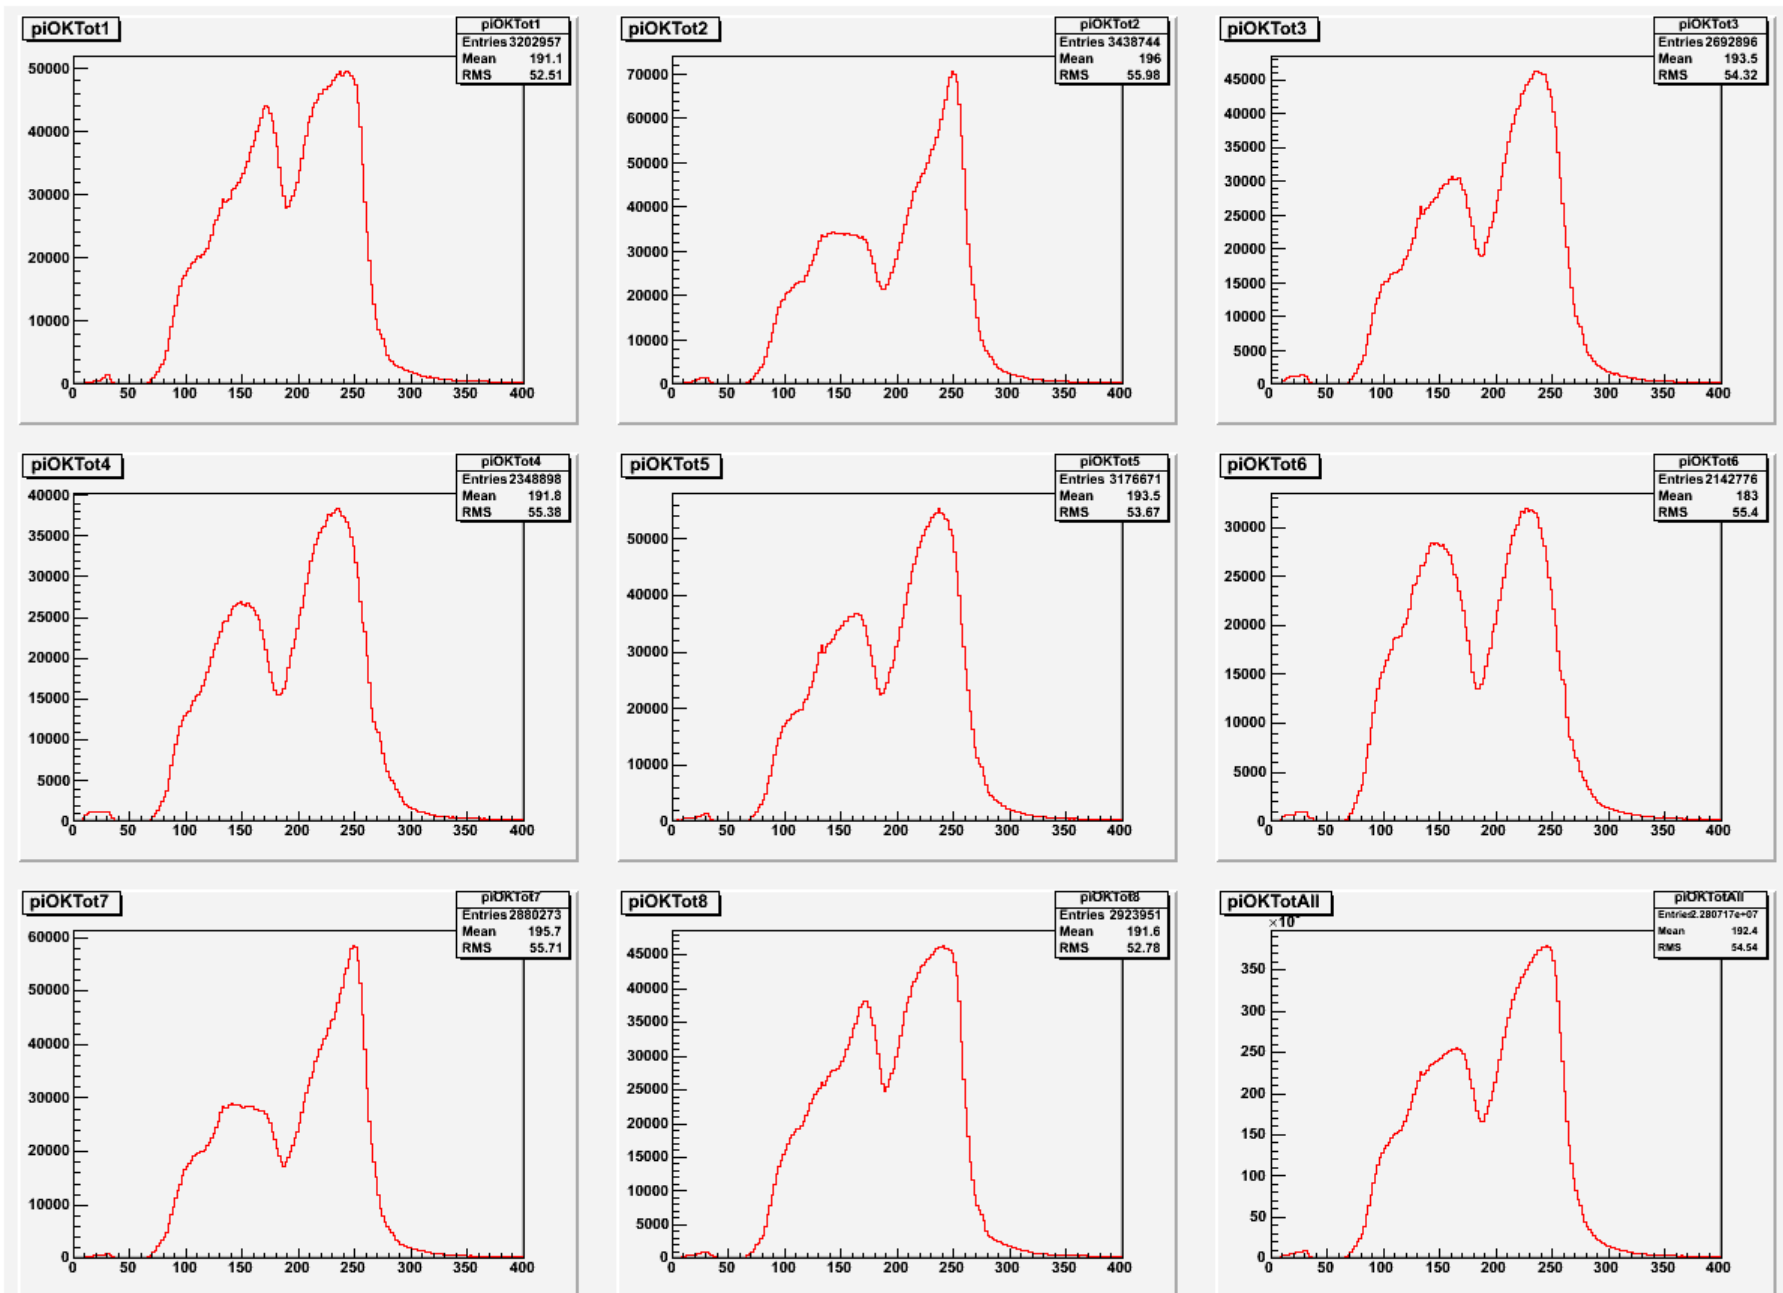 piOKTot1
piOKTot1
Entries 3202957
Mean 191.1
RMS 52.51
50000
40000
30000
20000
10000
0
0 50 100 150 200 250 300 350 400
piOKTot2
piOKTot2
Entries 3438744
Mean 196
RMS 55.98
70000
60000
50000
40000
30000
20000
10000
0
0 50 100 150 200 250 300 350 400
piOKTot3
piOKTot3
Entries 2692896
Mean 193.5
RMS 54.32
45000
40000
35000
30000
25000
20000
15000
10000
5000
0
0 50 100 150 200 250 300 350 400
piOKTot4
piOKTot4
Entries 2348898
Mean 191.8
RMS 55.38
40000
35000
30000
25000
20000
15000
10000
5000
0
0 50 100 150 200 250 300 350 400
piOKTot5
piOKTot5
Entries 3176671
Mean 193.5
RMS 53.67
50000
40000
30000
20000
10000
0
0 50 100 150 200 250 300 350 400
piOKTot6
piOKTot6
Entries 2142776
Mean 183
RMS 55.4
30000
25000
20000
15000
10000
5000
0
0 50 100 150 200 250 300 350 400
piOKTot7
piOKTot7
Entries 2880273
Mean 195.7
RMS 55.71
60000
50000
40000
30000
20000
10000
0
0 50 100 150 200 250 300 350 400
piOKTot8
piOKTot8
Entries 2923951
Mean 191.6
RMS 52.78
45000
40000
35000
30000
25000
20000
15000
10000
5000
0
0 50 100 150 200 250 300 350 400
piOKTotAll
piOKTotAll
Entries 2.280717e+07
Mean 192.4
RMS 54.54
×10
350
300
250
200
150
100
50
0
0 50 100 150 200 250 300 350 400